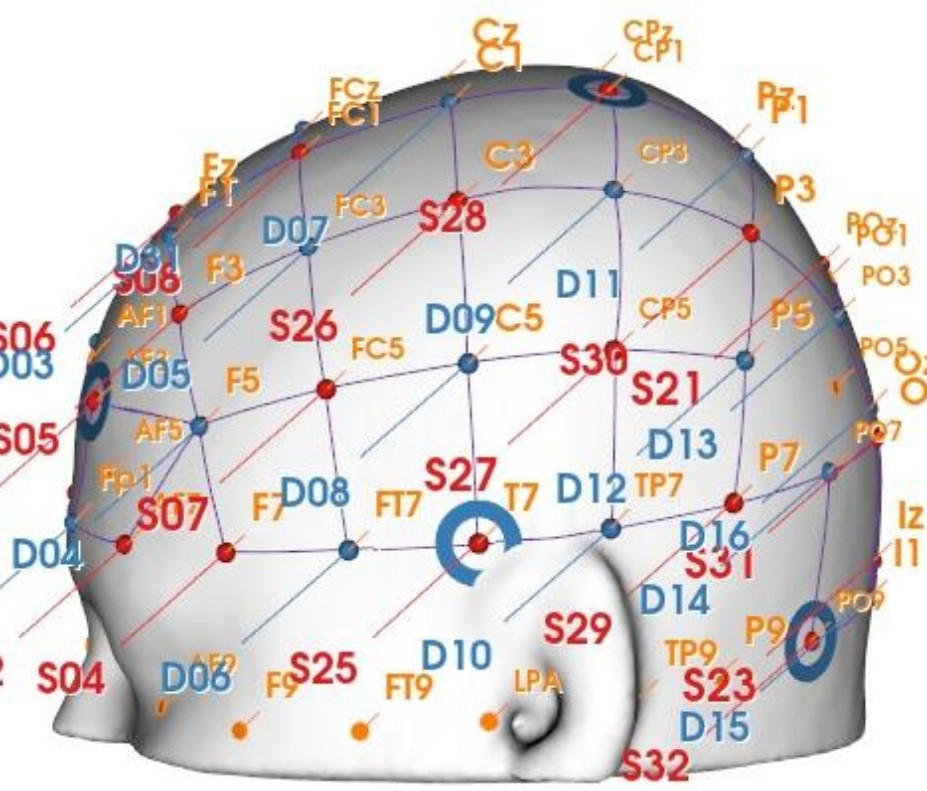 Cz
C1
CPz
CP1
FCz
FC1
Pz
P1
Fz
F1
C3
CP3
P3
FC3
S28
D07
POz
PO1
D31
S08
F3
PO3
D11
AF1
S26
D09
C5
CP5
P5
S06
D03
D05
FC5
S30
PO5
F5
S21
S05
AF5
D13
PO7
P7
S27
Fp1
D08
F7
FT7
T7
D12
TP7
S07
Iz
I1
D04
D16
S31
D14
PO9
S29
P9
D10
TP9
S04
D06
F9
S25
FT9
LPA
S23
D15
S32